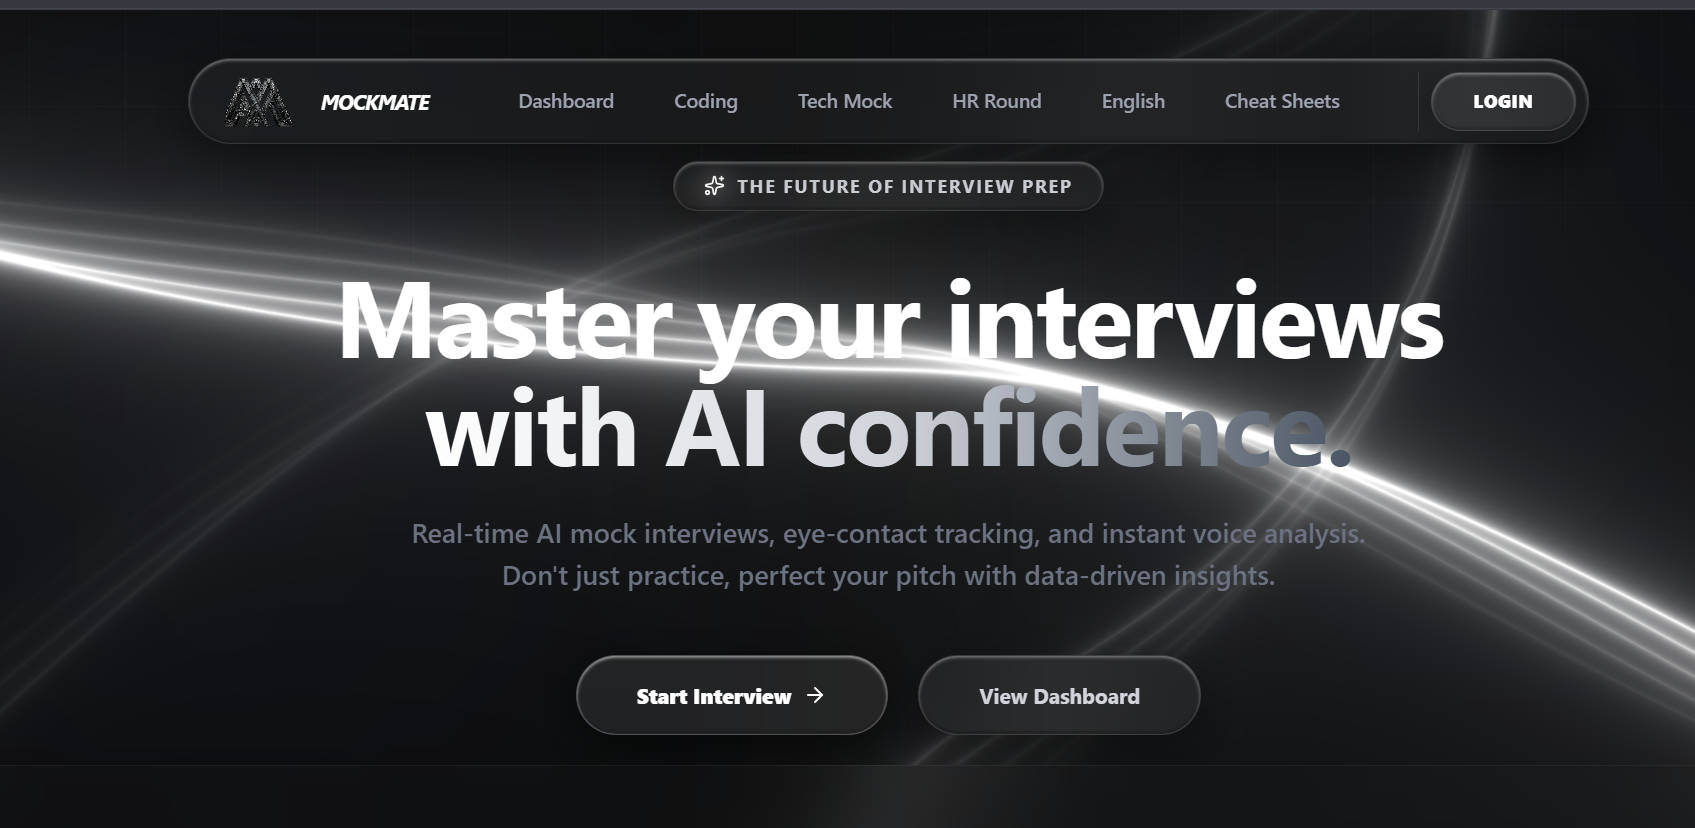 MOCKMATE
Dashboard
Coding
Tech Mock
HR Round
English
Cheat Sheets
LOGIN
THE FUTURE OF INTERVIEW PREP
Master your interviews
with AI confidence.
Real-time AI mock interviews, eye-contact tracking, and instant voice analysis.
Don't just practice, perfect your pitch with data-driven insights.
Start Interview
View Dashboard